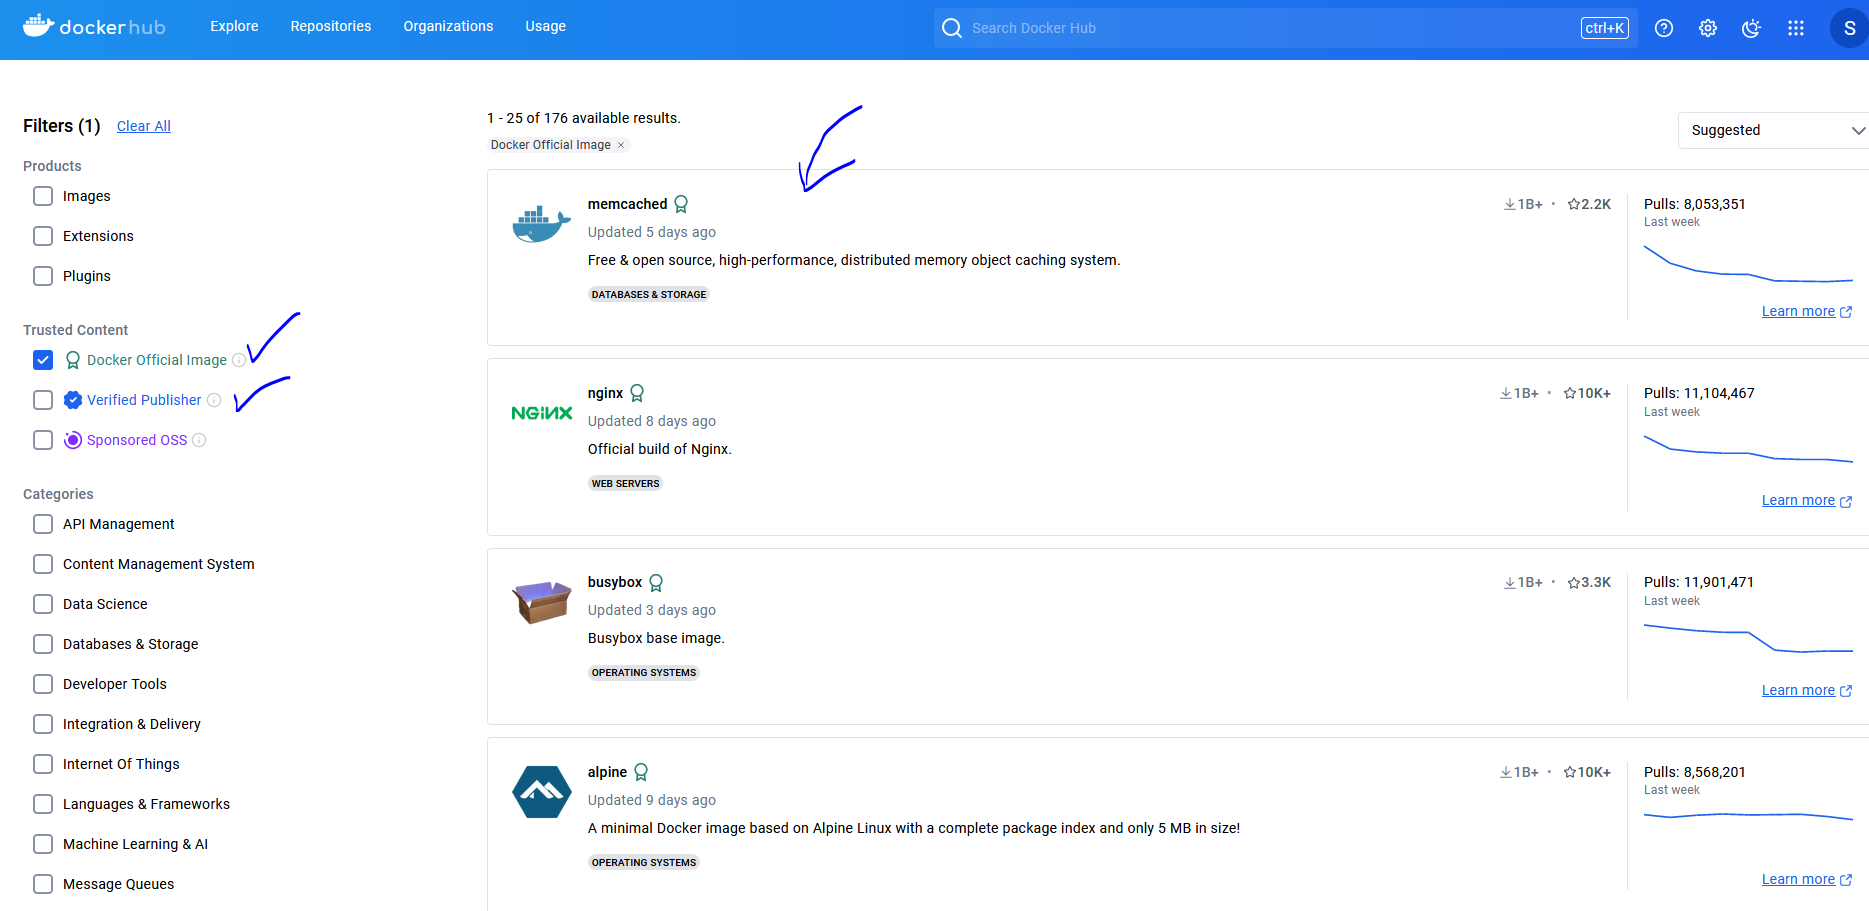 dockerhub
Explore Repositories Organizations Usage
Search Docker Hub
ctrl+K
S
Filters (1) Clear All
Products
Images
Extensions
Plugins
Trusted Content
Docker Official Image
Verified Publisher
Sponsored OSS
Categories
API Management
Content Management System
Data Science
Databases & Storage
Developer Tools
Integration & Delivery
Internet Of Things
Languages & Frameworks
Machine Learning & AI
Message Queues
1 - 25 of 176 available results.
Docker Official Image ×
Suggested
memcached
Updated 5 days ago
Free & open source, high-performance, distributed memory object caching system.
DATABASES & STORAGE
1B+ • 2.2K
Pulls: 8,053,351
Last week
Learn more
NGINX
nginx
Updated 8 days ago
Official build of Nginx.
WEB SERVERS
1B+ • 10K+
Pulls: 11,104,467
Last week
Learn more
busybox
Updated 3 days ago
Busybox base image.
OPERATING SYSTEMS
1B+ • 3.3K
Pulls: 11,901,471
Last week
Learn more
alpine
Updated 9 days ago
A minimal Docker image based on Alpine Linux with a complete package index and only 5 MB in size!
OPERATING SYSTEMS
1B+ • 10K+
Pulls: 8,568,201
Last week
Learn more